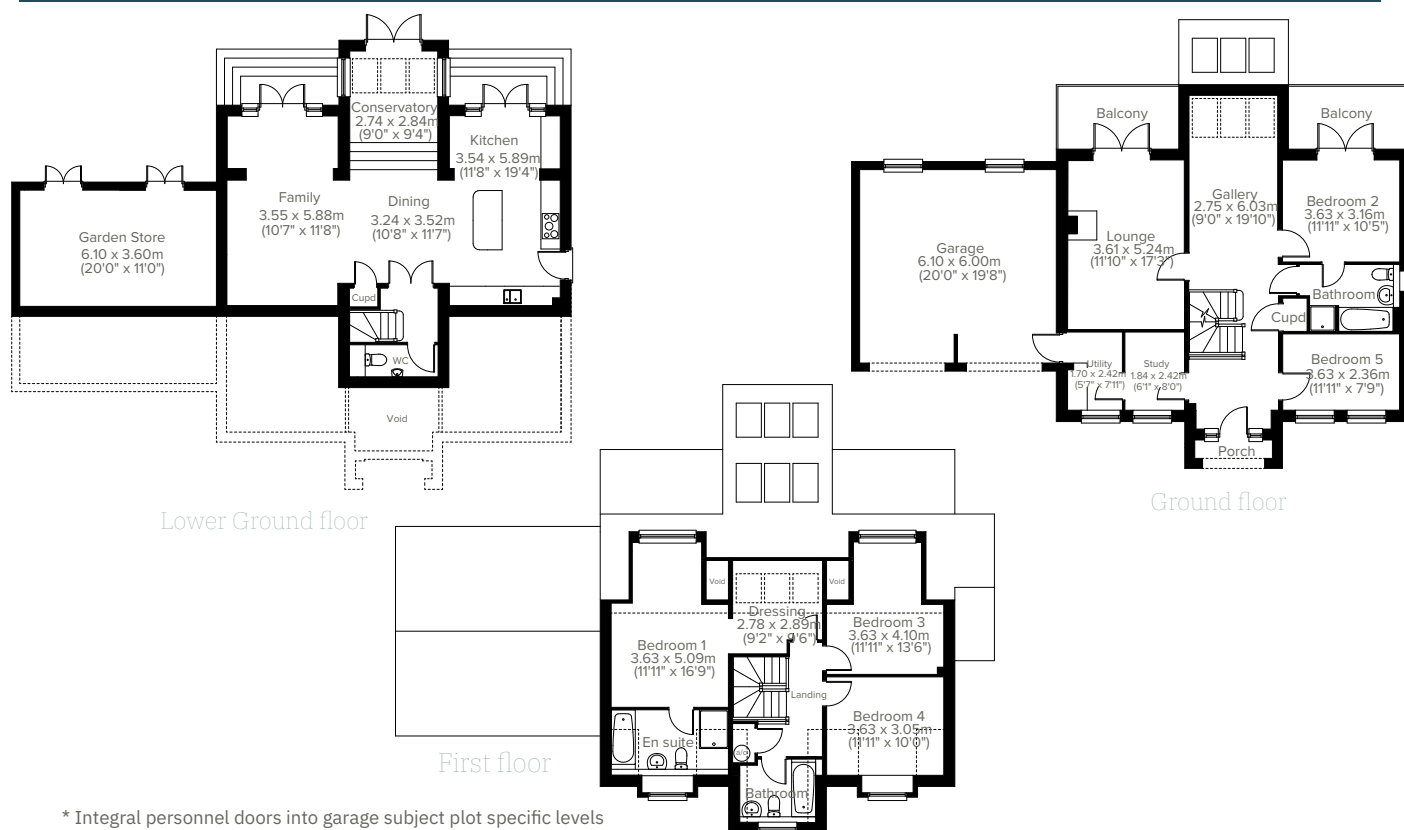 Conservatory
2.74 x 2.84m
(9'0" x 9'4")
Kitchen
3.54 x 5.89m
(11'8" x 19'4")
Family
3.55 x 5.88m
(10'7" x 11'8")
Dining
3.24 x 3.52m
(10'8" x 11'7")
Garden Store
6.10 x 3.60m
(20'0" x 11'0")
Cupd
WC
Void
Lower Ground floor
Balcony
Balcony
Gallery
2.75 x 6.03m
(9'0" x 19'10")
Bedroom 2
3.63 x 3.16m
(11'11" x 10'5")
Lounge
3.61 x 5.24m
(11'10" x 17'3")
Garage
6.10 x 6.00m
(20'0" x 19'8")
Bathroom
Cupd
Utility
1.70 x 2.42m
(5'7" x 7'11")
Study
1.84 x 2.42m
(6'1" x 8'0")
Bedroom 5
3.63 x 2.36m
(11'11" x 7'9")
Porch
Ground floor
Void
Void
Dressing
2.78 x 2.89m
(9'2" x 9'6")
Bedroom 3
3.63 x 4.10m
(11'11" x 13'6")
Bedroom 1
3.63 x 5.09m
(11'11" x 16'9")
Landing
Bedroom 4
3.63 x 3.05m
(11'11" x 10'0")
En suite
a/c
Bathroom
First floor
* Integral personnel doors into garage subject plot specific levels